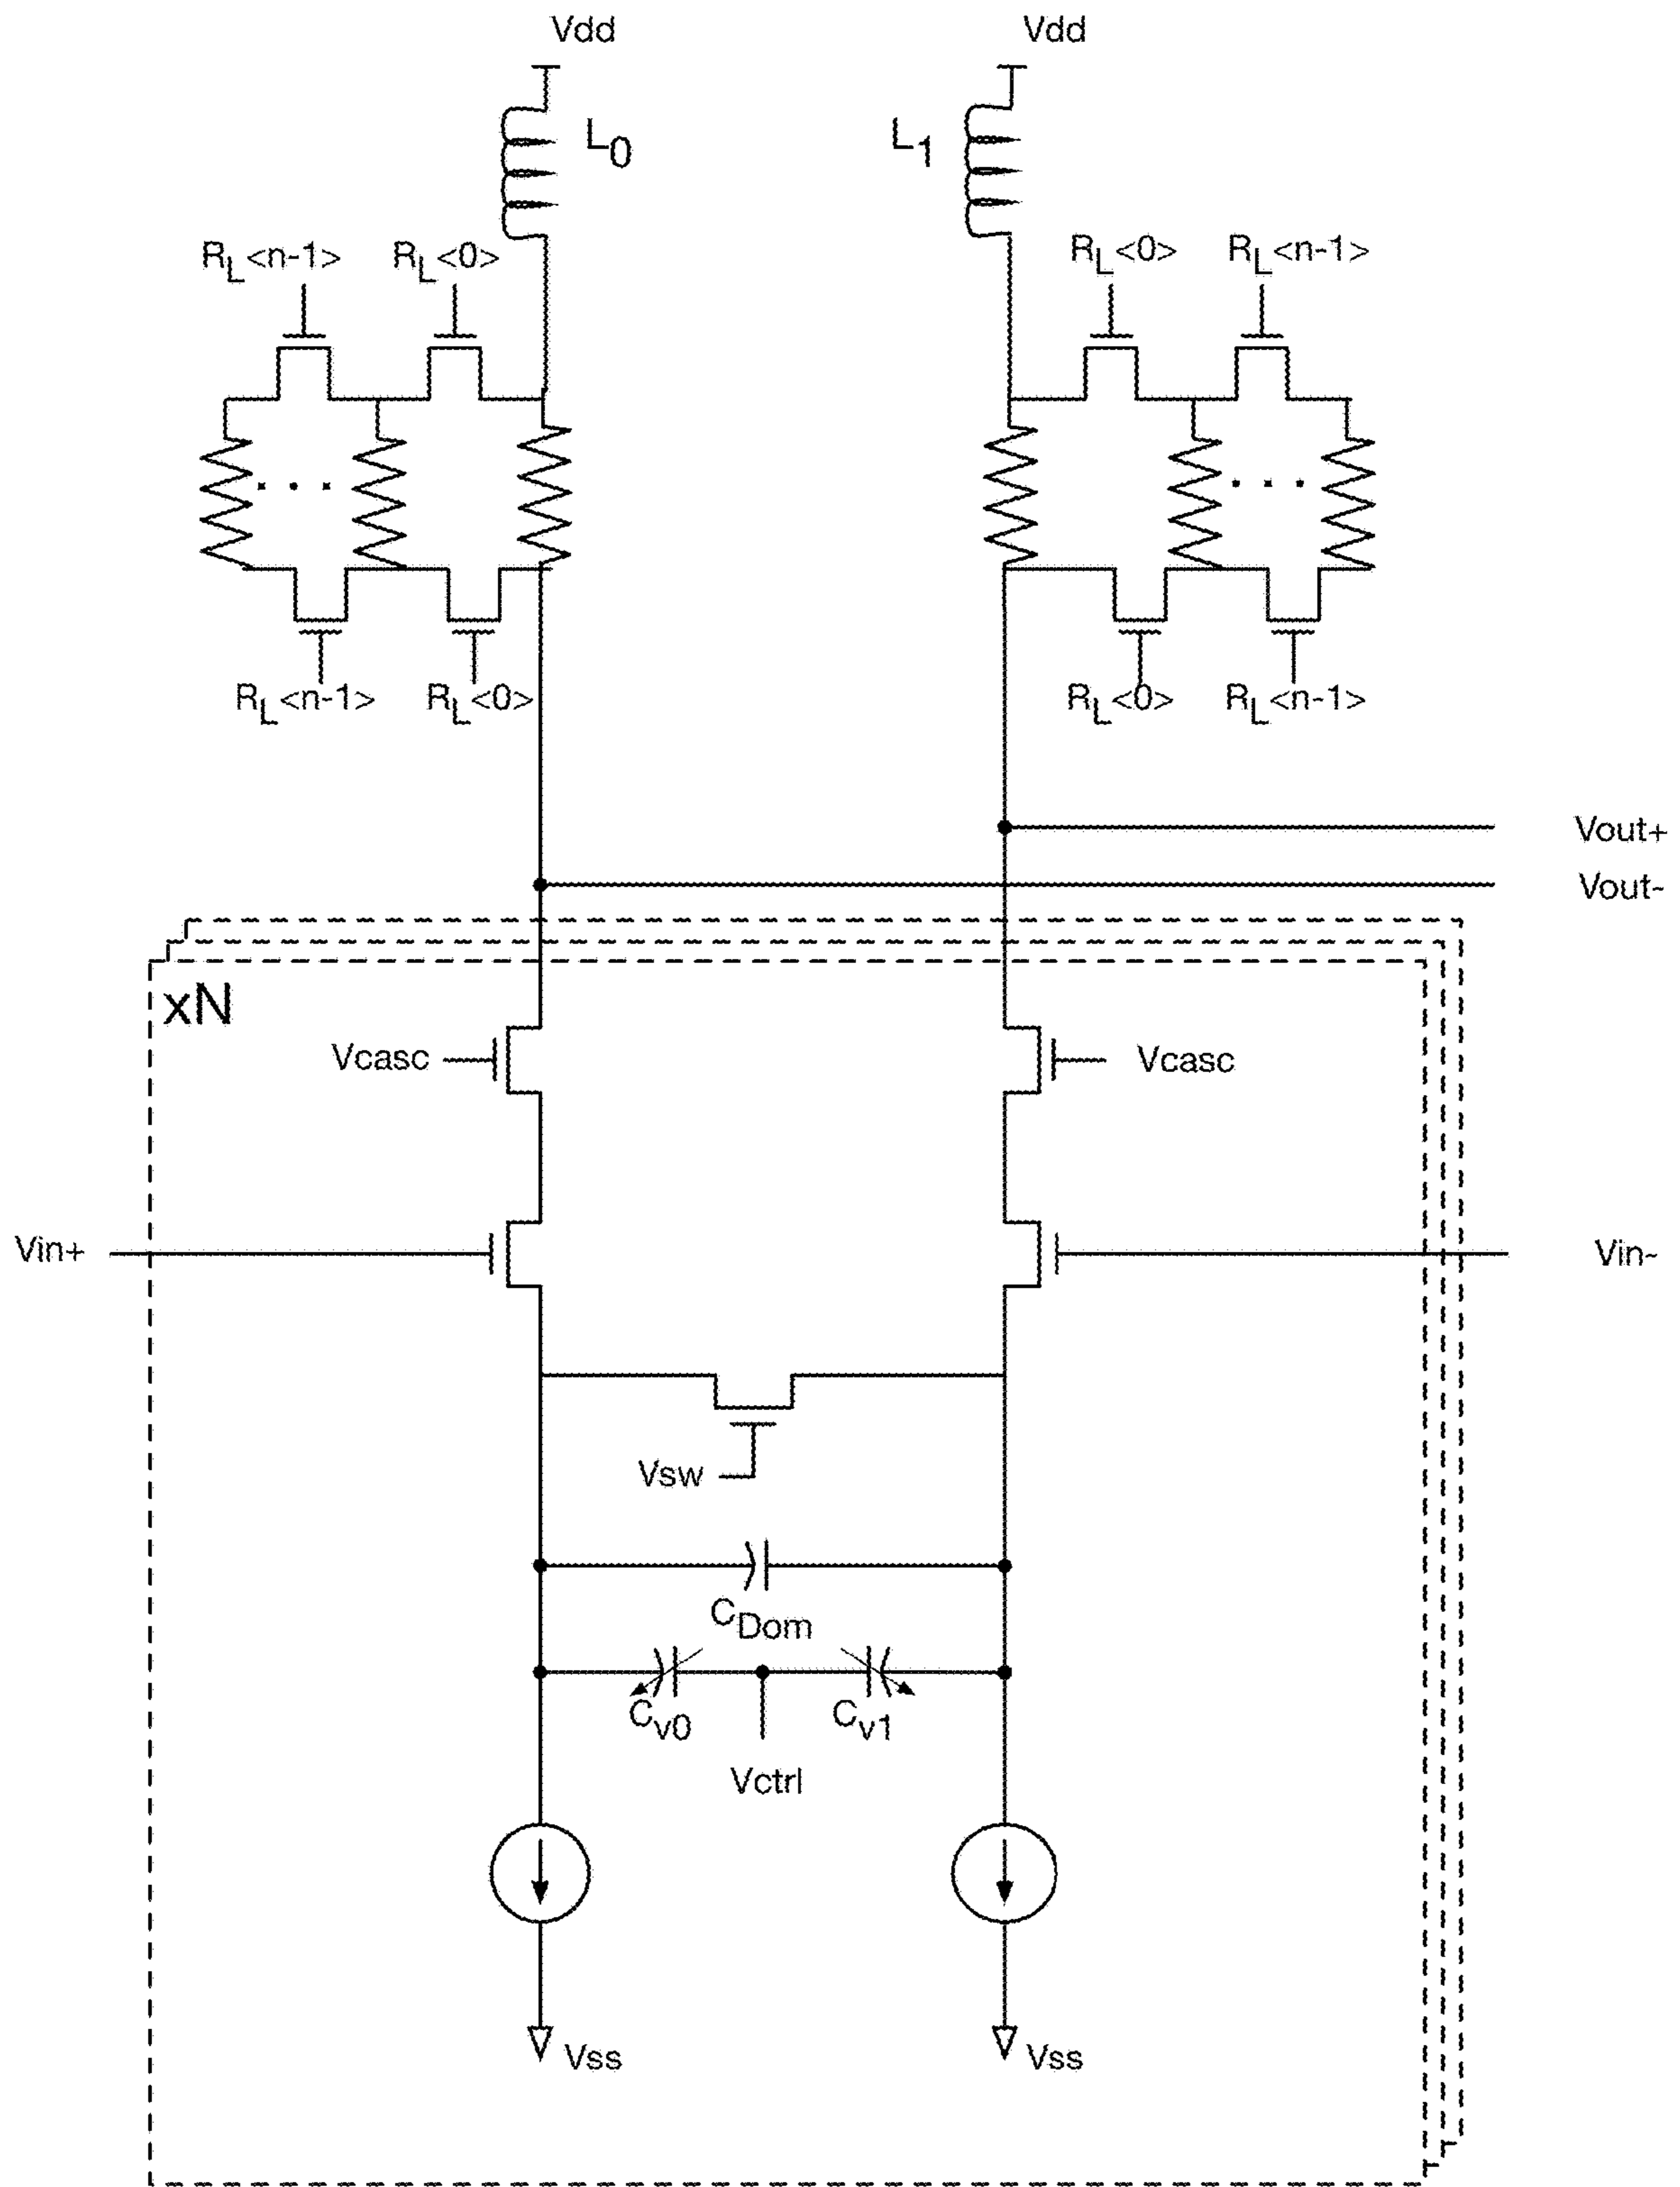 Vdd Vdd
L0 L1
RL<n-1> RL<0> RL<0> RL<n-1>
RL<n-1> RL<0> RL<0> RL<n-1>
Vout+
Vout-
xN
Vcasc Vcasc
Vin+ Vin-
Vsw
CDom
Cv0 Cv1
Vctrl
Vss Vss